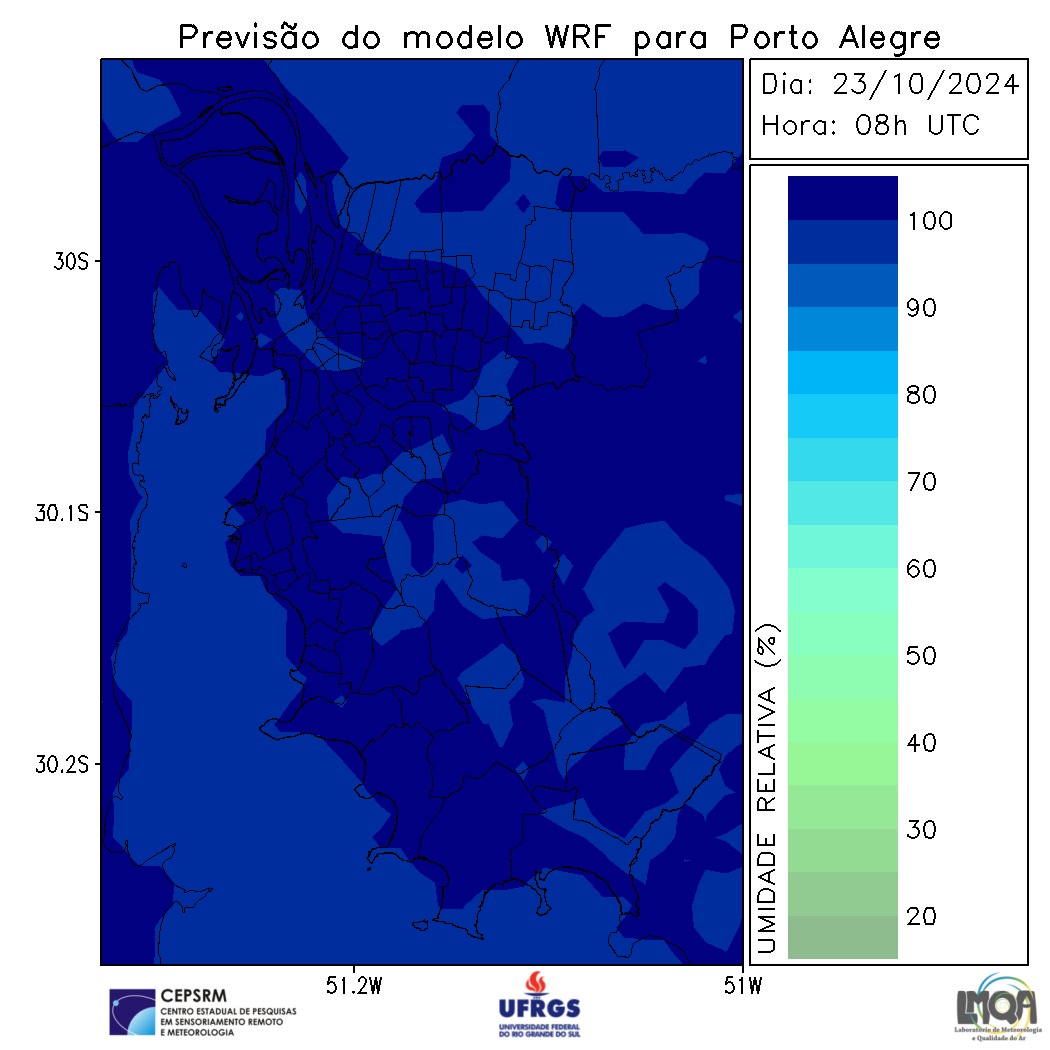 Previsão do modelo WRF para Porto Alegre
Dia: 23/10/2024
Hora: 08h UTC
30S
30.1S
30.2S
51.2W
51W
100
90
80
70
60
50
40
30
20
UMIDADE RELATIVA (%)
CEPSRM
CENTRO ESTADUAL DE PESQUISAS
EM SENSORIAMENTO REMOTO
E METEOROLOGIA
UFRGS
UNIVERSIDADE FEDERAL
DO RIO GRANDE DO SUL
LMQA
Laboratório de Meteorologia
e Qualidade do Ar